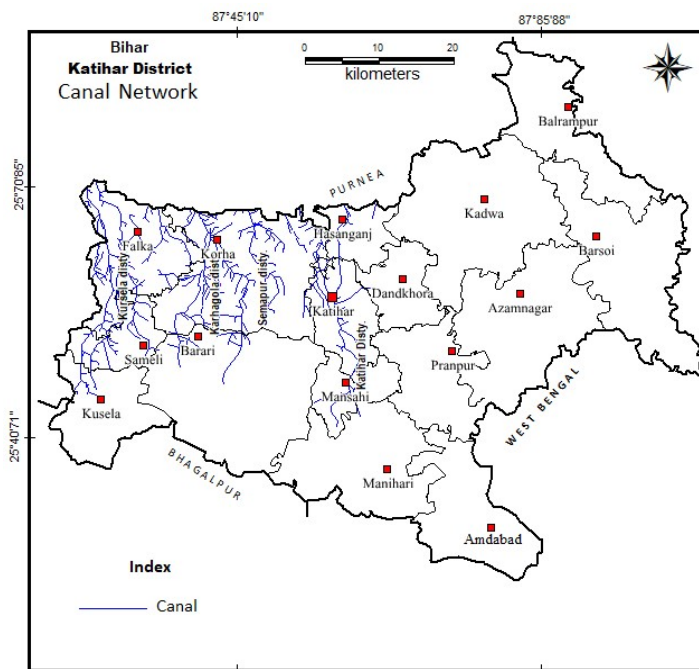 87°45'10"
87°85'88"
Bihar
Katihar District
Canal Network
0 10 20
kilometers
Balrampur
25°70'85"
PURNEA
Kadwa
Hasanganj
Falka
Korha
Barsoi
Kursela disty.
Karhapola dist
Semapur disty.
Dandkhora
Katihar
Azamnagar
Katihar Disty.
Sameli
Barari
Pranpur
Mansahi
Kusela
WEST BENGAL
25°40'71"
BHAGALPUR
Manihari
Amdabad
Index
Canal